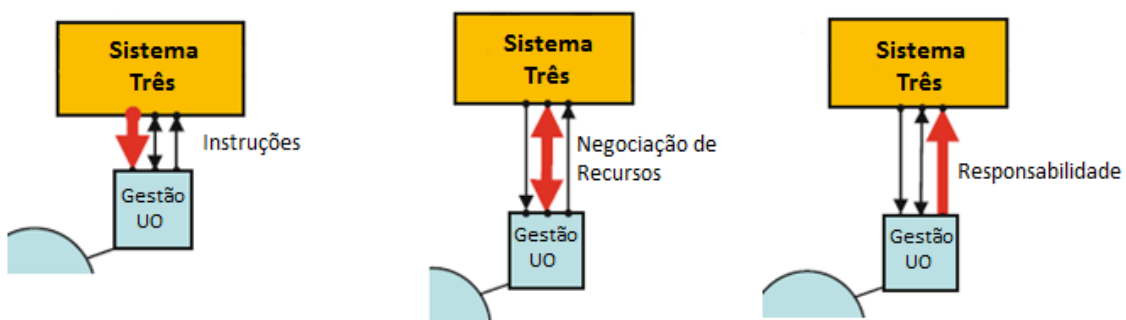 Sistema
Três
Instruções
Gestão
UO
Sistema
Três
Negociação de
Recursos
Gestão
UO
Sistema
Três
Responsabilidade
Gestão
UO